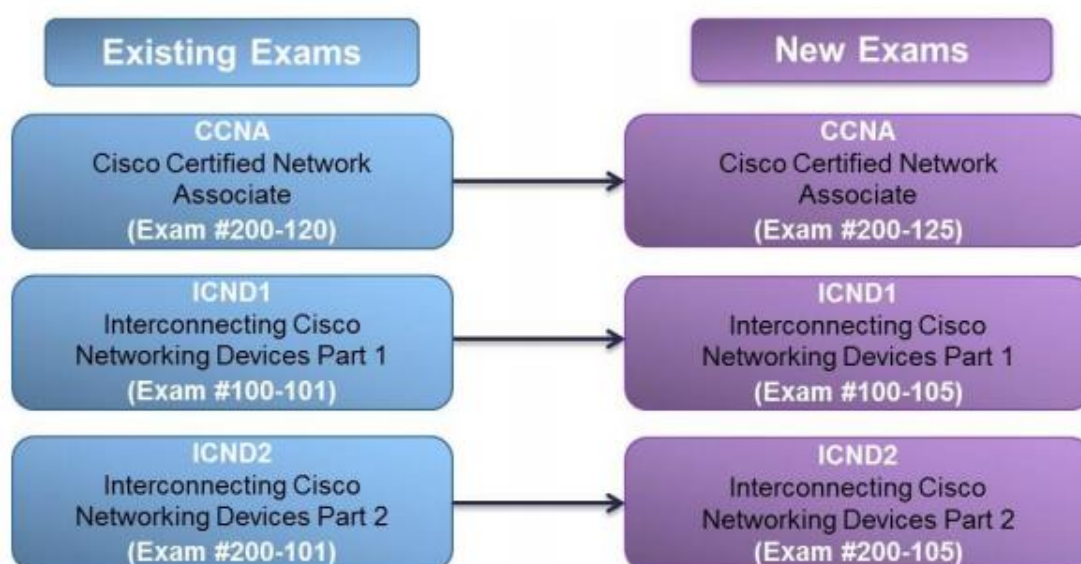 Existing Exams
New Exams
CCNA
Cisco Certified Network
Associate
(Exam #200-120)
CCNA
Cisco Certified Network
Associate
(Exam #200-125)
ICND1
Interconnecting Cisco
Networking Devices Part 1
(Exam #100-101)
ICND1
Interconnecting Cisco
Networking Devices Part 1
(Exam #100-105)
ICND2
Interconnecting Cisco
Networking Devices Part 2
(Exam #200-101)
ICND2
Interconnecting Cisco
Networking Devices Part 2
(Exam #200-105)